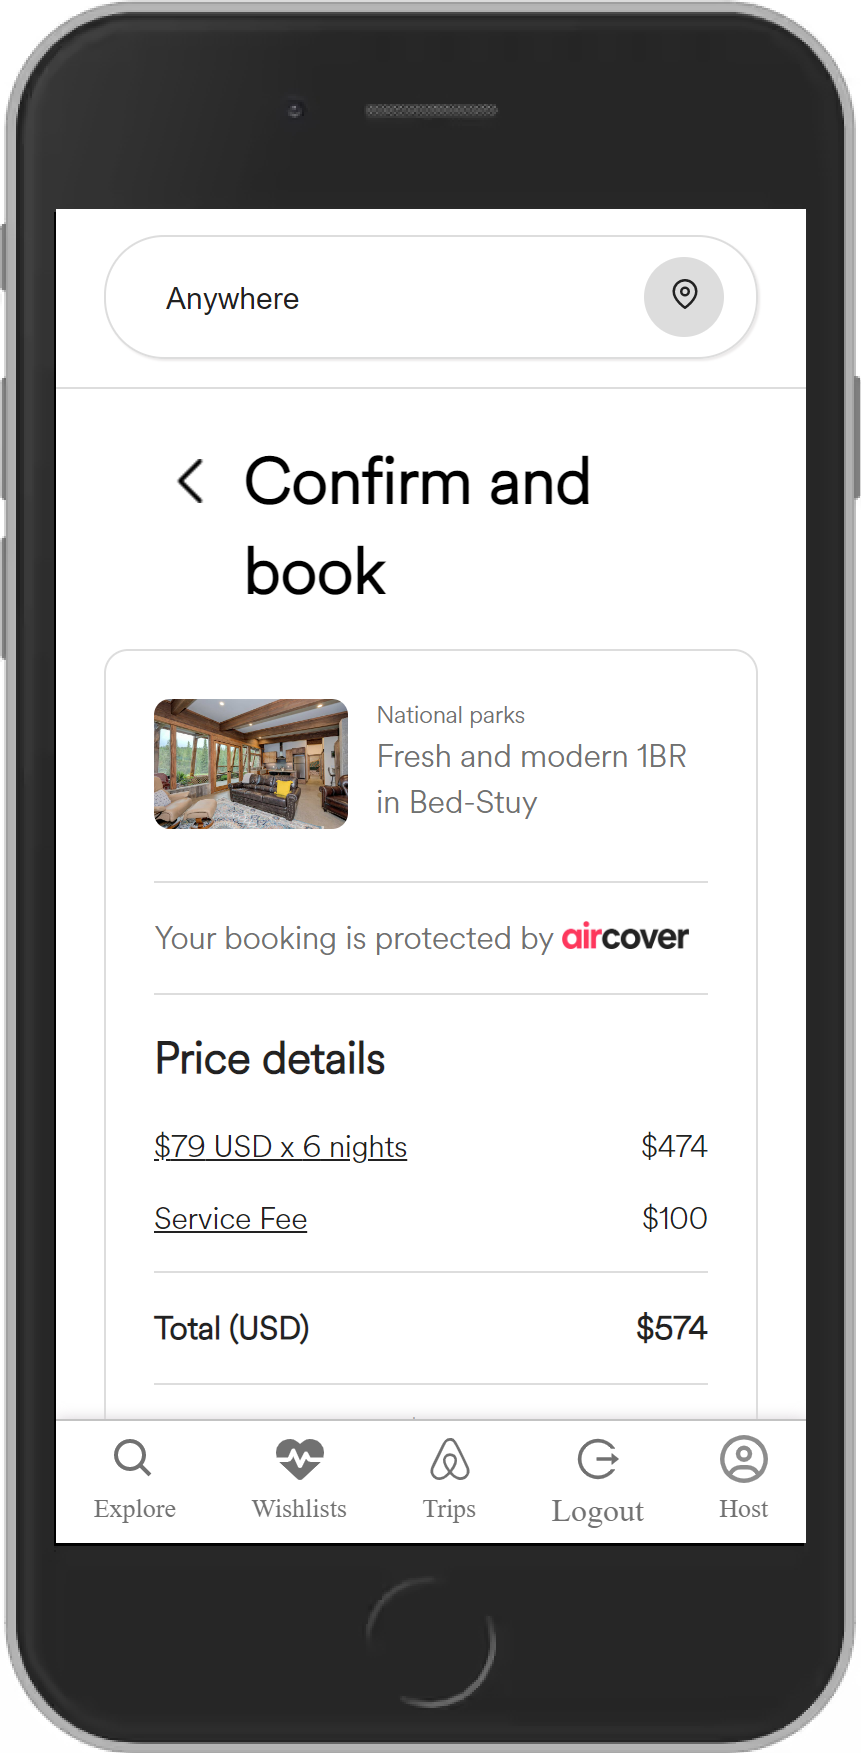 Anywhere
Confirm and
book
National parks
Fresh and modern 1BR
in Bed-Stuy
Your booking is protected by aircover
Price details
$79 USD x 6 nights $474
Service Fee $100
Total (USD) $574
Explore Wishlists Trips Logout Host